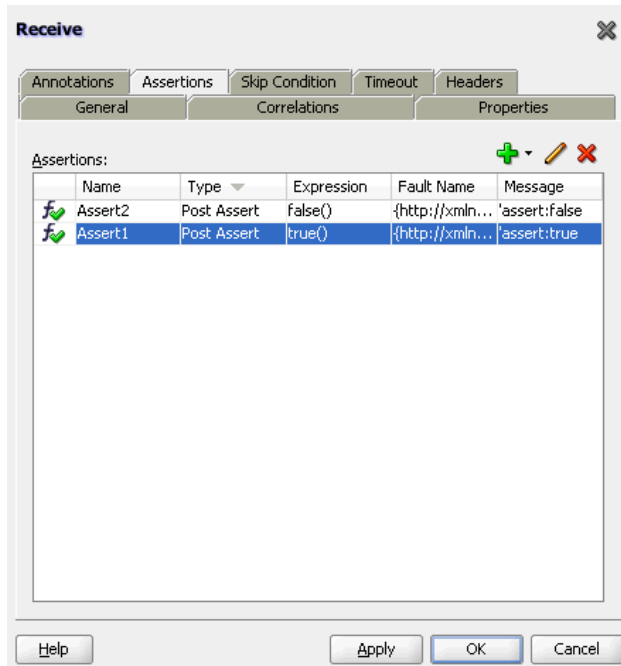 Receive
Annotations Assertions Skip Condition Timeout Headers
General Correlations Properties
Assertions:
Name Type Expression Fault Name Message
Assert2 Post Assert false() {http://xmln... 'assert:false
Assert1 Post Assert true() {http://xmln... 'assert:true
Help Apply OK Cancel